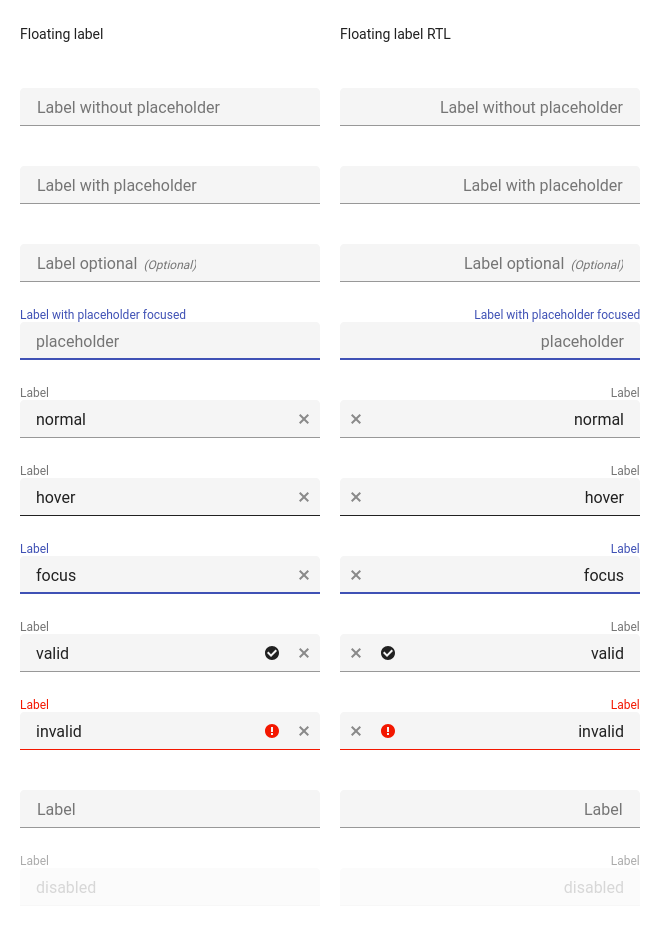 Floating label
Floating label RTL
Label without placeholder
Label without placeholder
Label with placeholder
Label with placeholder
Label optional (Optional)
Label optional (Optional)
Label with placeholder focused
Label with placeholder focused
placeholder
placeholder
Label
Label
normal
normal
Label
Label
hover
hover
Label
Label
focus
focus
Label
Label
valid
valid
Label
Label
invalid
invalid
Label
Label
Label
Label
disabled
disabled